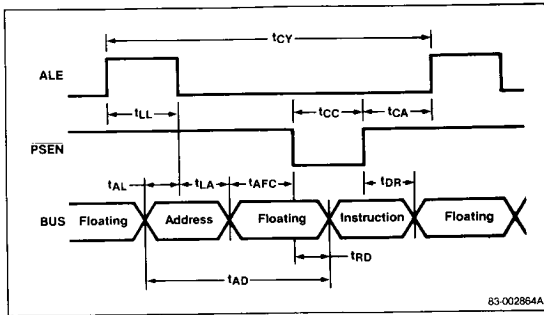 tCY
ALE
tLL
tCC
tCA
PSEN
tAL
tLA
tAFC
tDR
BUS
Floating
Address
Floating
Instruction
Floating
tRD
tAD
83-002864A